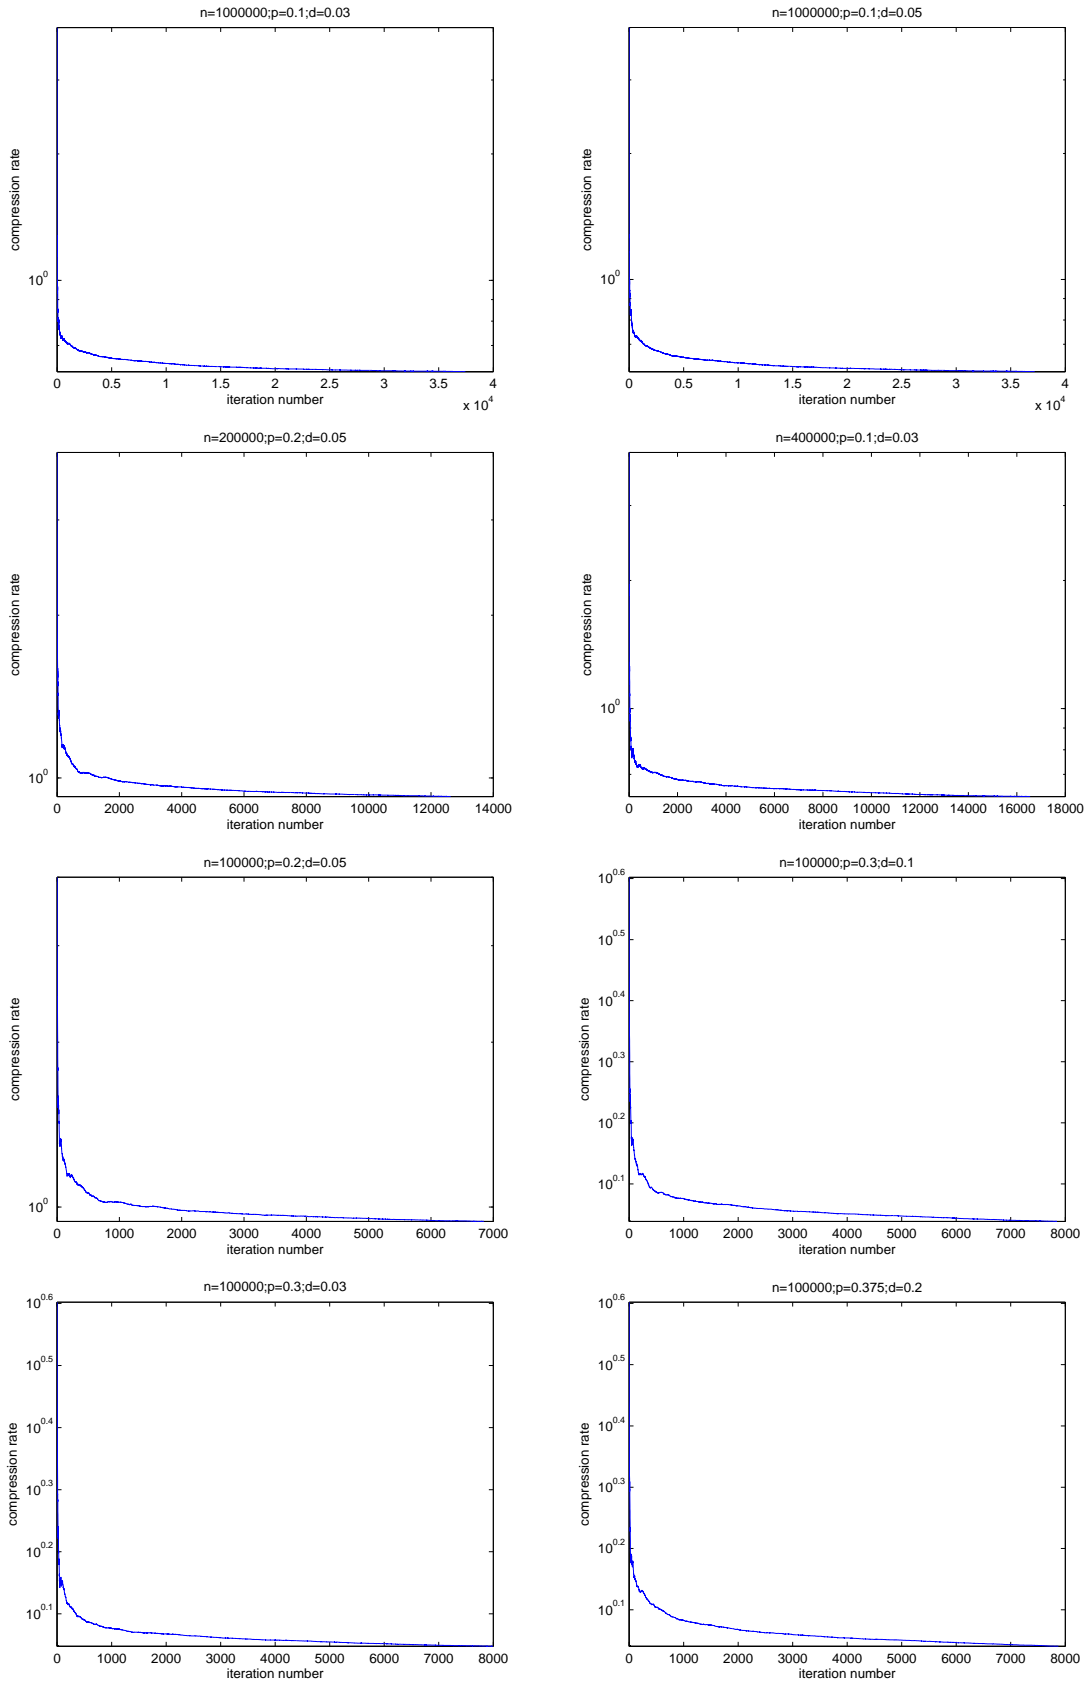 n=1000000;p=0.1;d=0.03
compression rate
10^0
0 0.5 1 1.5 2 2.5 3 3.5 4
iteration number
x 10^4
n=1000000;p=0.1;d=0.05
compression rate
10^0
0 0.5 1 1.5 2 2.5 3 3.5 4
iteration number
x 10^4
n=200000;p=0.2;d=0.05
compression rate
10^0
0 2000 4000 6000 8000 10000 12000 14000
iteration number
n=400000;p=0.1;d=0.03
compression rate
10^0
0 2000 4000 6000 8000 10000 12000 14000 16000 18000
iteration number
n=100000;p=0.2;d=0.05
compression rate
10^0
0 1000 2000 3000 4000 5000 6000 7000
iteration number
n=100000;p=0.3;d=0.1
compression rate
10^0.6
10^0.5
10^0.4
10^0.3
10^0.2
10^0.1
0 1000 2000 3000 4000 5000 6000 7000 8000
iteration number
n=100000;p=0.3;d=0.03
compression rate
10^0.6
10^0.5
10^0.4
10^0.3
10^0.2
10^0.1
0 1000 2000 3000 4000 5000 6000 7000 8000
iteration number
n=100000;p=0.375;d=0.2
compression rate
10^0.6
10^0.5
10^0.4
10^0.3
10^0.2
10^0.1
0 1000 2000 3000 4000 5000 6000 7000 8000
iteration number